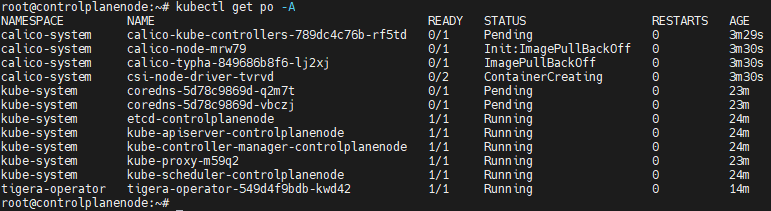 root@controlplanenode:~# kubectl get po -A
NAMESPACE NAME READY STATUS RESTARTS AGE
calico-system calico-kube-controllers-789dc4c76b-rf5td 0/1 Pending 0 3m29s
calico-system calico-node-mrw79 0/1 Init:ImagePullBackOff 0 3m30s
calico-system calico-typha-849686b8f6-lj2xj 0/1 ImagePullBackOff 0 3m30s
calico-system csi-node-driver-tvrvd 0/2 ContainerCreating 0 3m30s
kube-system coredns-5d78c9869d-q2m7t 0/1 Pending 0 23m
kube-system coredns-5d78c9869d-vbczj 0/1 Pending 0 23m
kube-system etcd-controlplanenode 1/1 Running 0 24m
kube-system kube-apiserver-controlplanenode 1/1 Running 0 24m
kube-system kube-controller-manager-controlplanenode 1/1 Running 0 24m
kube-system kube-proxy-m59q2 1/1 Running 0 23m
kube-system kube-scheduler-controlplanenode 1/1 Running 0 24m
tigera-operator tigera-operator-549d4f9bdb-kwd42 1/1 Running 0 14m
root@controlplanenode:~#